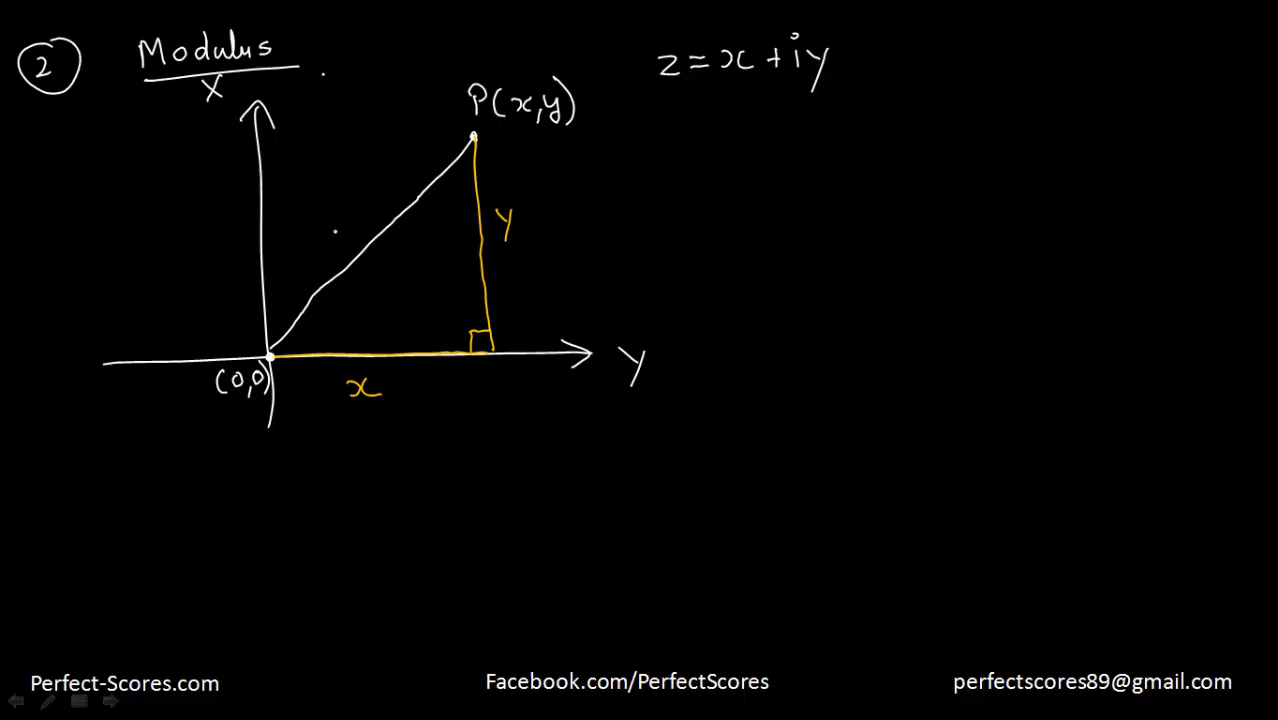 2 Modulus
z = x + iy
X
P(x,y)
y
Y
(0,0)
x
Perfect-Scores.com
Facebook.com/PerfectScores
perfectscores89@gmail.com